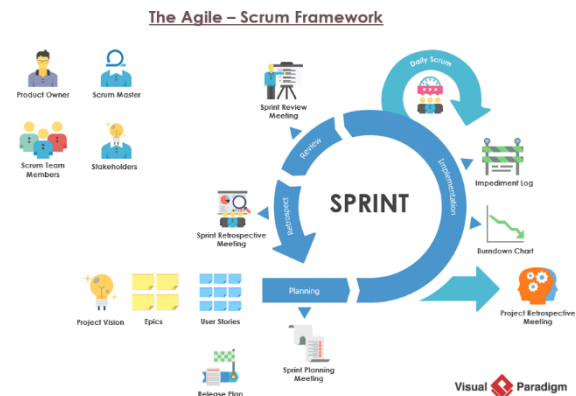 The Agile – Scrum Framework
Product Owner
Scrum Master
Scrum Team
Members
Stakeholders
Sprint Review
Meeting
Daily Scrum
Review
Implementation
Impediment Log
SPRINT
Retrospect
Sprint Retrospective
Meeting
Burndown Chart
Planning
Project Vision
Epics
User Stories
Project Retrospective
Meeting
Sprint Planning
Meeting
Release Plan
Visual Paradigm